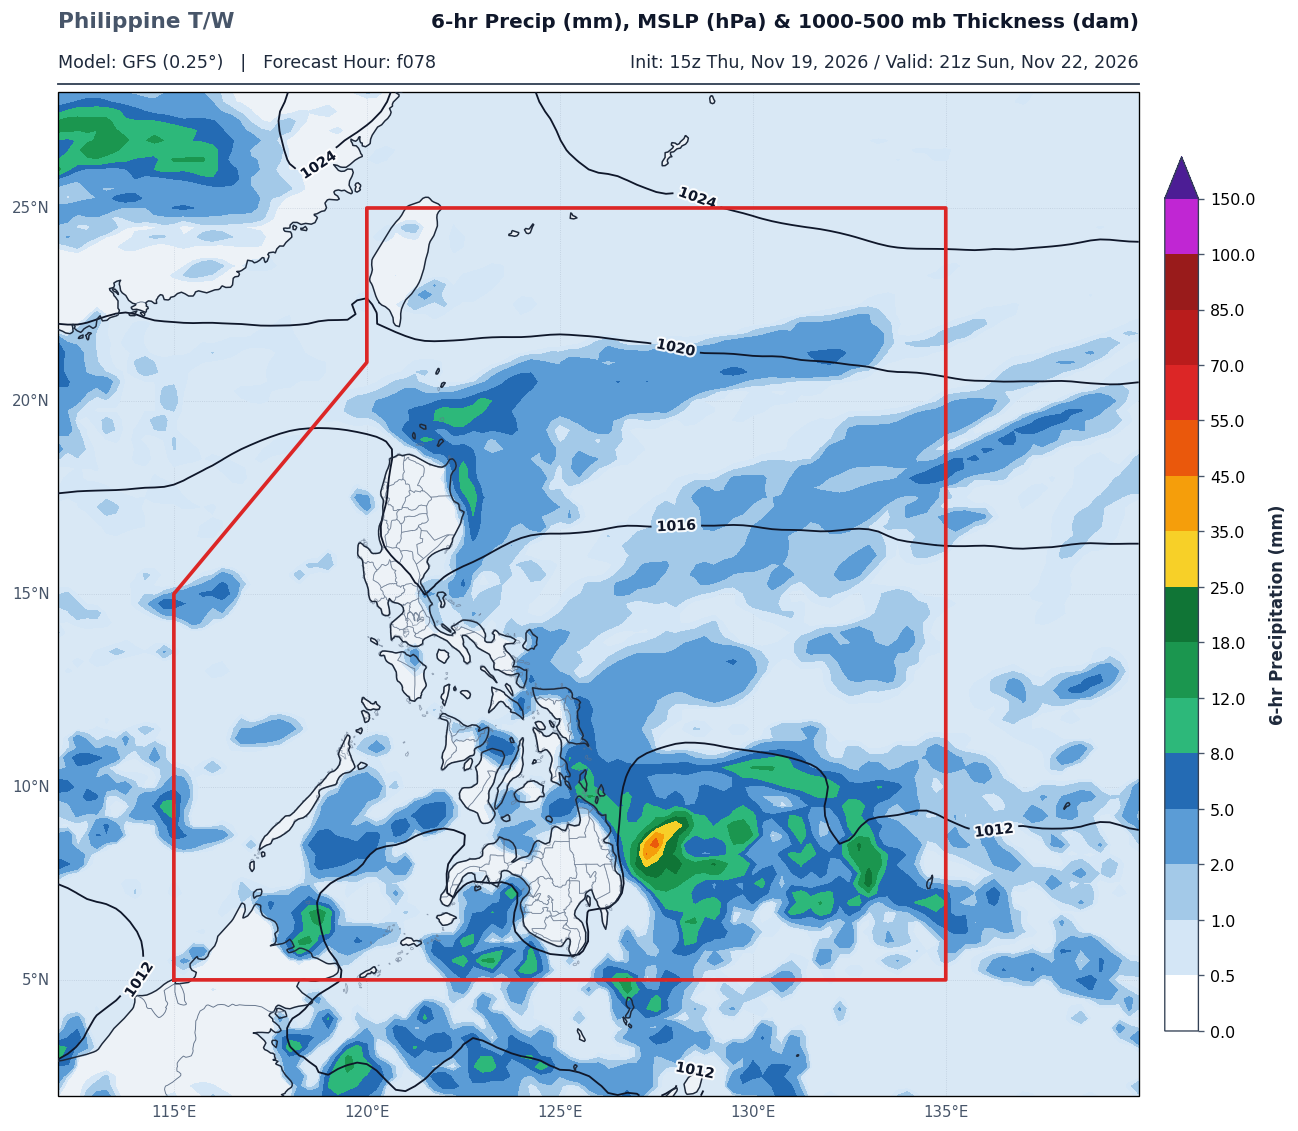 Philippine T/W
6-hr Precip (mm), MSLP (hPa) & 1000-500 mb Thickness (dam)
Model: GFS (0.25°) | Forecast Hour: f078
Init: 15z Thu, Nov 19, 2026 / Valid: 21z Sun, Nov 22, 2026
1024
1024
25°N
1020
20°N
1016
15°N
10°N
1012
1012
5°N
1012
115°E
120°E
125°E
130°E
135°E
150.0
100.0
85.0
70.0
55.0
45.0
35.0
25.0
18.0
12.0
8.0
5.0
2.0
1.0
0.5
0.0
6-hr Precipitation (mm)